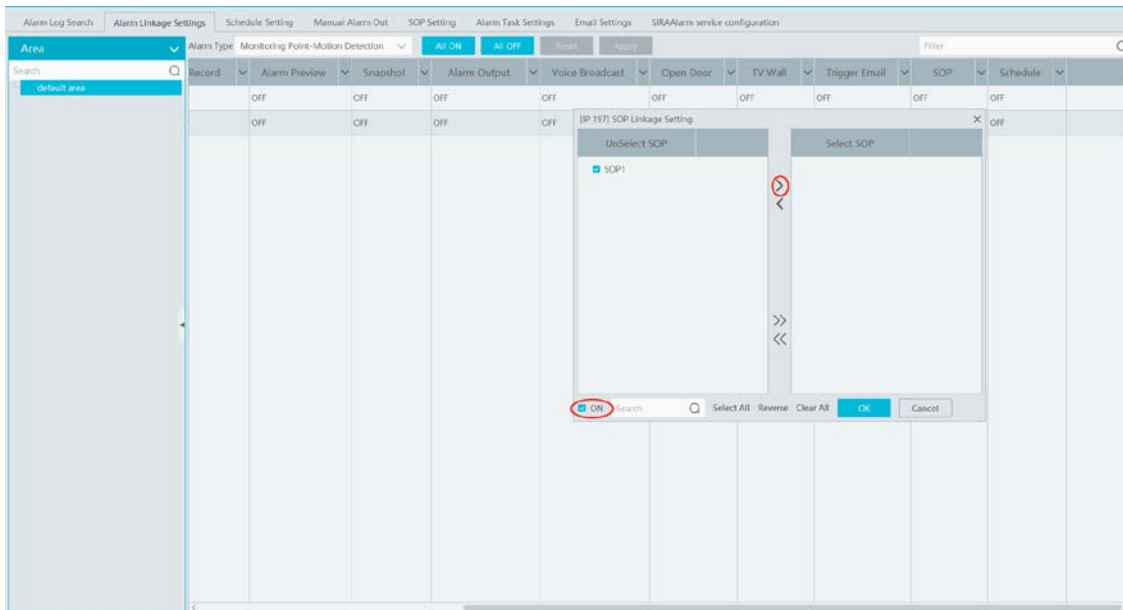 Alarm Log Search Alarm Linkage Settings Schedule Setting Manual Alarm Out SOP Setting Alarm Task Settings Email Settings SIRAAlarm service configuration
Area Alarm Type Monitoring Point-Motion Detection All ON All OFF Reset Apply Filter
Search Record Alarm Preview Snapshot Alarm Output Voice Broadcast Open Door TV Wall Trigger Email SOP Schedule
default area
OFF OFF OFF OFF OFF OFF OFF OFF OFF
OFF OFF OFF OFF OFF
[IP 197] SOP Linkage Setting
UnSelect SOP Select SOP
SOP1
ON Search Select All Reverse Clear All OK Cancel